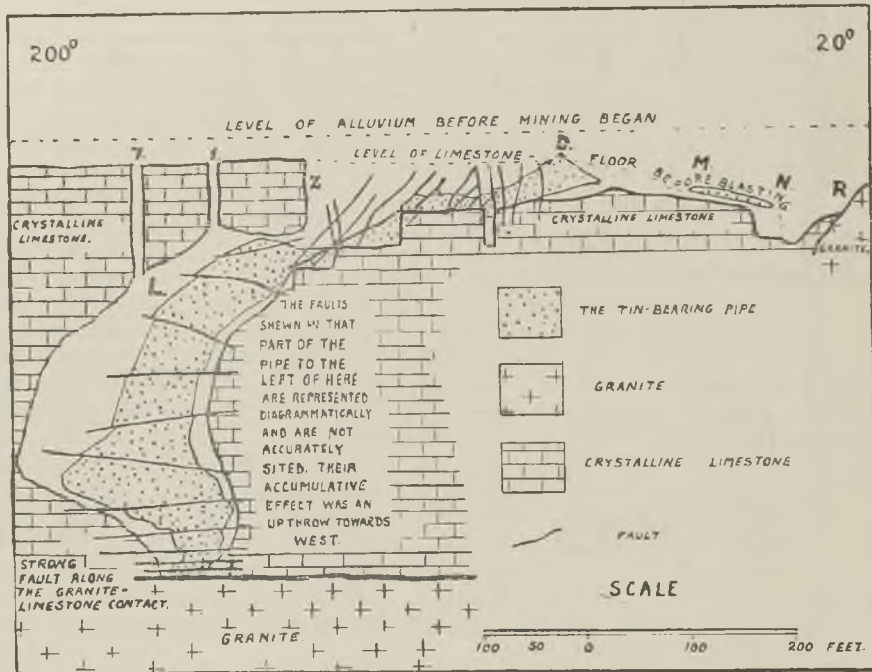 200°
20°
LEVEL OF ALLUVIUM BEFORE MINING BEGAN
LEVEL OF LIMESTONE
D.
FLOOR
M.
BEFORE BLASTING
N
R
7.
1.
Z
L.
CRYSTALLINE
LIMESTONE.
CRYSTALLINE LIMESTONE
GRANITE.
THE FAULTS
SHEWN IN THAT
PART OF THE
PIPE TO THE
LEFT OF HERE
ARE REPRESENTED
DIAGRAMMATICALLY
AND ARE NOT
ACCURATELY
SITED. THEIR
ACCUMULATIVE
EFFECT WAS AN
UPTHROW TOWARDS
WEST.
THE TIN-BEARING PIPE
GRANITE
CRYSTALLINE LIMESTONE
FAULT
STRONG
FAULT ALONG
THE GRANITE-
LIMESTONE CONTACT.
GRANITE.
SCALE
100 50 0 100 200 FEET.